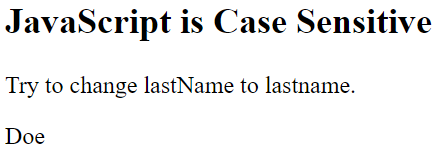 JavaScript is Case Sensitive
Try to change lastName to lastname.
Doe